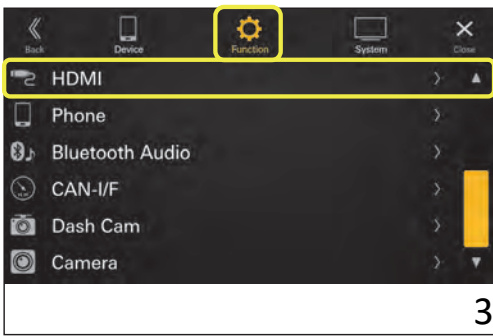 Back Device Function System Close
HDMI
Phone
Bluetooth Audio
CAN-I/F
Dash Cam
Camera
3